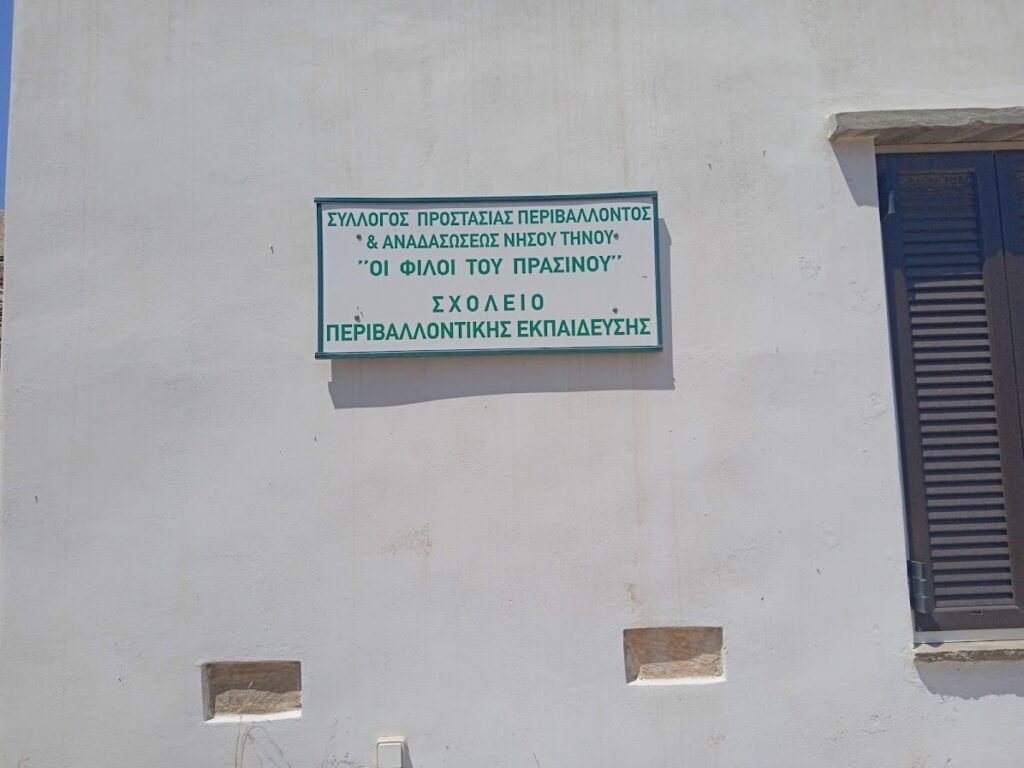 ΣΥΛΛΟΓΟΣ ΠΡΟΣΤΑΣΙΑΣ ΠΕΡΙΒΑΛΛΟΝΤΟΣ
& ΑΝΑΔΑΣΩΣΕΩΣ ΝΗΣΟΥ ΤΗΝΟΥ
"ΟΙ ΦΙΛΟΙ ΤΟΥ ΠΡΑΣΙΝΟΥ"
ΣΧΟΛΕΙΟ
ΠΕΡΙΒΑΛΛΟΝΤΙΚΗΣ ΕΚΠΑΙΔΕΥΣΗΣ